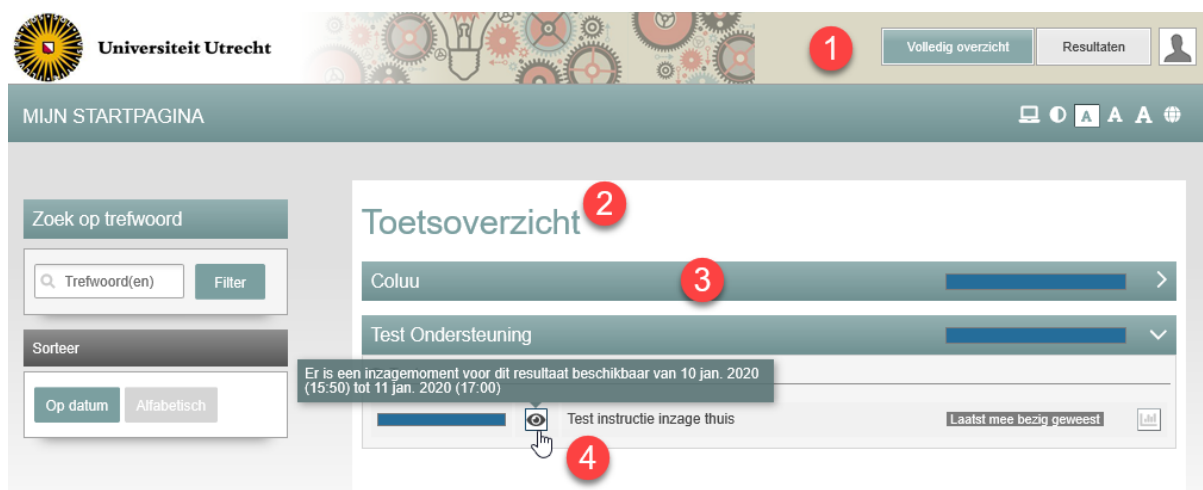 Universiteit Utrecht
1
Volledig overzicht
Resultaten
MIJN STARTPAGINA
A A A
Zoek op trefwoord
Trefwoord(en)
Filter
Sorteer
Op datum
Alfabetisch
Toetsoverzicht
2
Coluu
3
Test Ondersteuning
Er is een inzagemoment voor dit resultaat beschikbaar van 10 jan. 2020
(15:50) tot 11 jan. 2020 (17:00)
Test instructie inzage thuis
Laatst mee bezig geweest
4